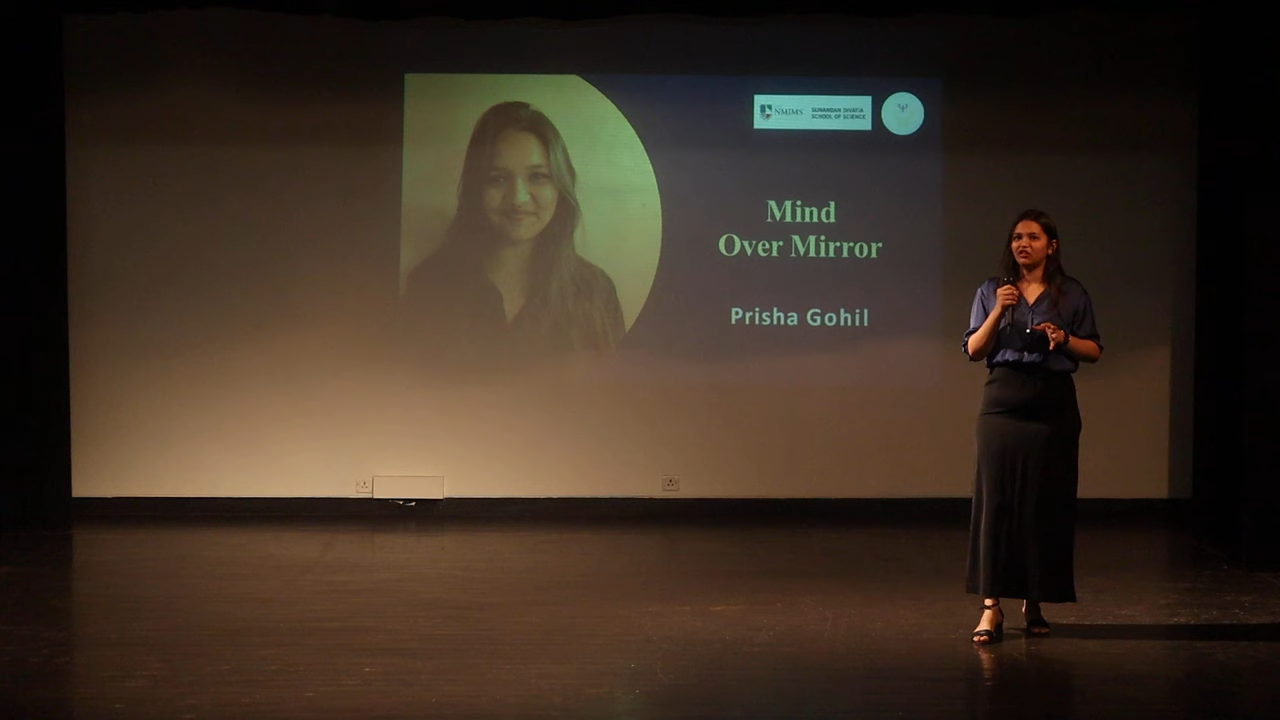 NMIMS
SUNANDAN DIVATIA
SCHOOL OF SCIENCE
Mind
Over Mirror
Prisha Gohil